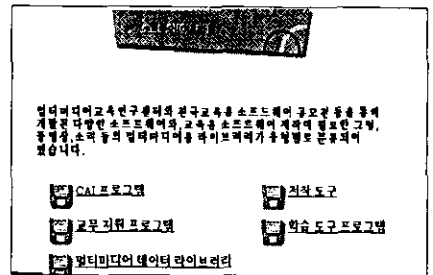 멀티미디어교육연구센터와 전국교육용 소프트웨어 공모전 등을 통해
개발된 다양한 소프트웨어와, 교육용 소프트웨어 제작에 필요한 그림,
동영상, 소리 등의 멀티미디어용 라이브러리가 유형별로 분류되어
있습니다.
CAI 프로그램
저작 도구
교무 지원 프로그램
학습 도구 프로그램
멀티미디어 데이터 라이브러리